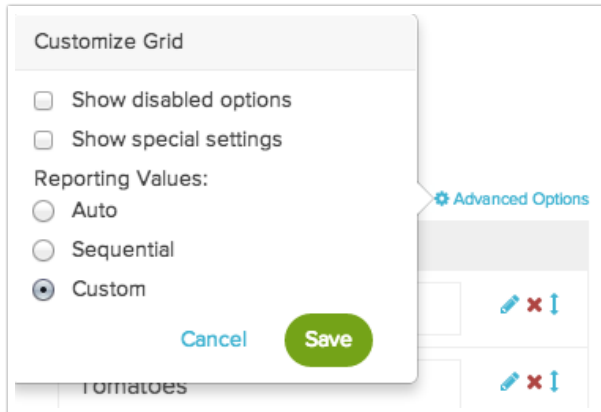 Customize Grid
Show disabled options
Show special settings
Reporting Values:
Auto
Advanced Options
Sequential
Custom
Cancel
Save
Tomatoes